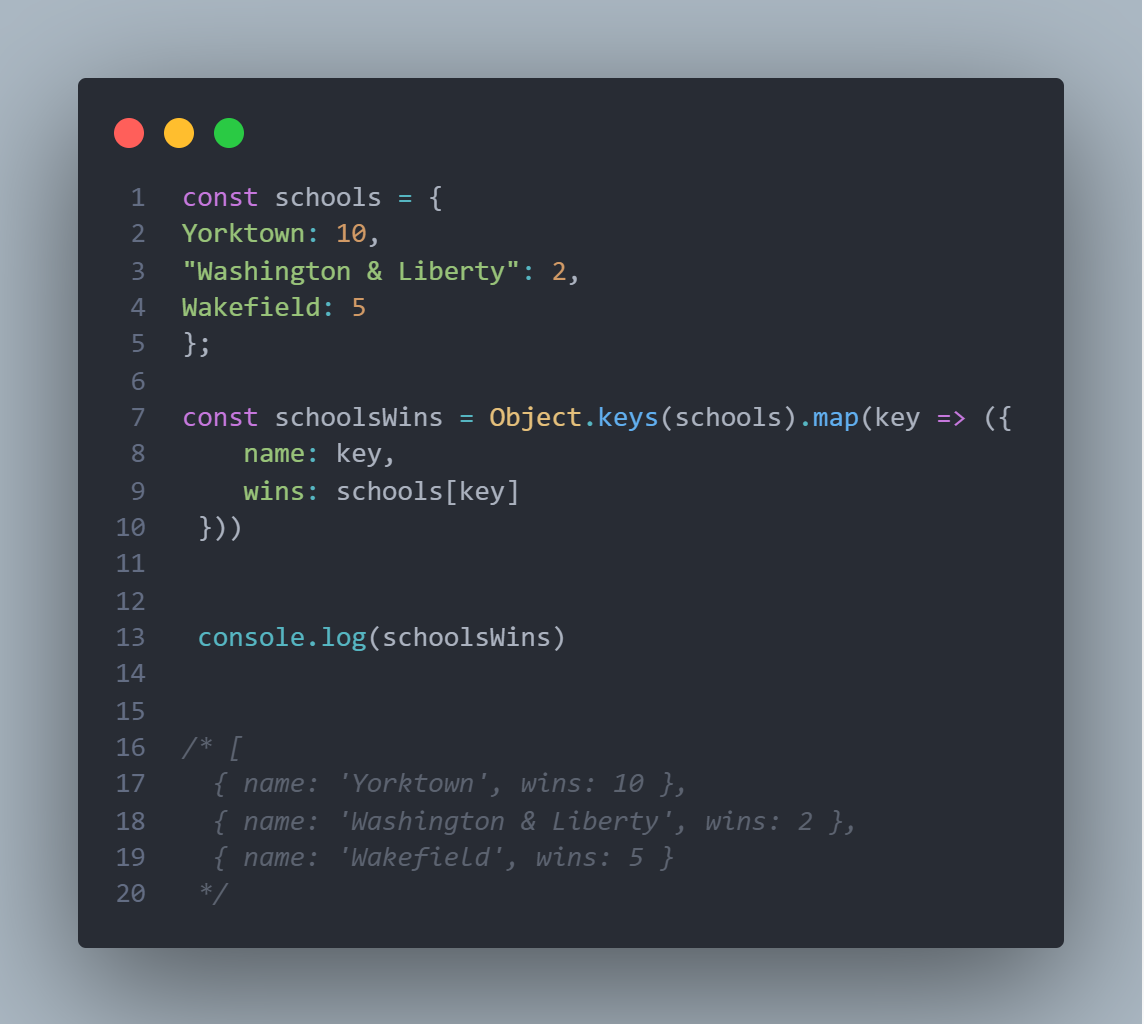 1 const schools = {
2 Yorktown: 10,
3 "Washington & Liberty": 2,
4 Wakefield: 5
5 };
6
7 const schoolsWins = Object.keys(schools).map(key => ({
8     name: key,
9     wins: schools[key]
10  }))
11
12
13  console.log(schoolsWins)
14
15
16 /* [
17   { name: 'Yorktown', wins: 10 },
18   { name: 'Washington & Liberty', wins: 2 },
19   { name: 'Wakefield', wins: 5 }
20  */